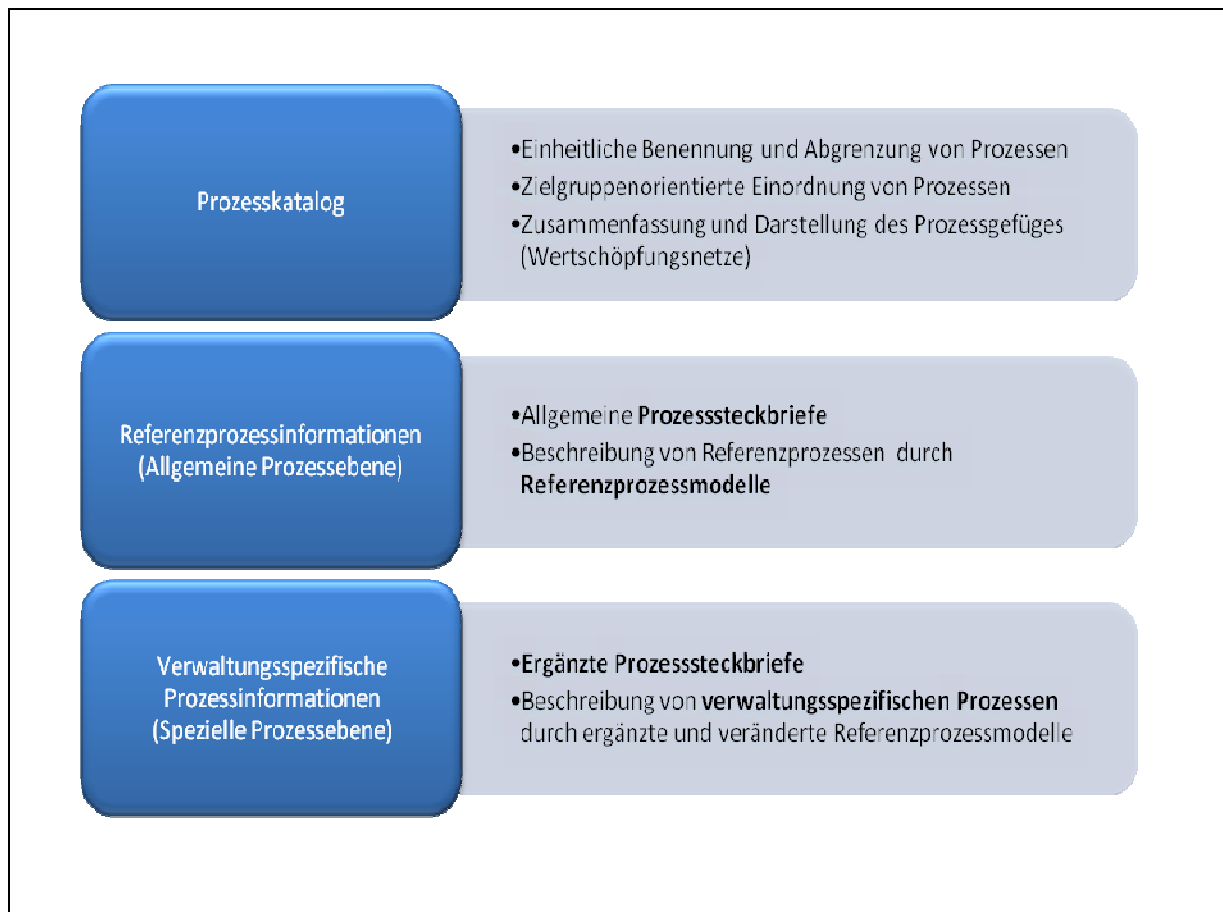 Prozesskatalog
•Einheitliche Benennung und Abgrenzung von Prozessen
•Zielgruppenorientierte Einordnung von Prozessen
•Zusammenfassung und Darstellung des Prozessgefüges
(Wertschöpfungsnetze)
Referenzprozessinformationen
(Allgemeine Prozessebene)
•Allgemeine Prozesssteckbriefe
•Beschreibung von Referenzprozessen durch
Referenzprozessmodelle
Verwaltungsspezifische
Prozessinformationen
(Spezielle Prozessebene)
•Ergänzte Prozesssteckbriefe
•Beschreibung von verwaltungsspezifischen Prozessen
durch ergänzte und veränderte Referenzprozessmodelle